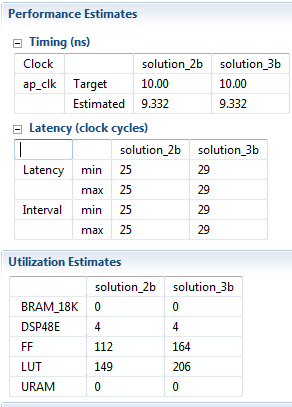 Performance Estimates
Timing (ns)
Clock solution_2b solution_3b
ap_clk Target 10.00 10.00
Estimated 9.332 9.332
Latency (clock cycles)
solution_2b solution_3b
Latency min 25 29
max 25 29
Interval min 25 29
max 25 29
Utilization Estimates
solution_2b solution_3b
BRAM_18K 0 0
DSP48E 4 4
FF 112 164
LUT 149 206
URAM 0 0